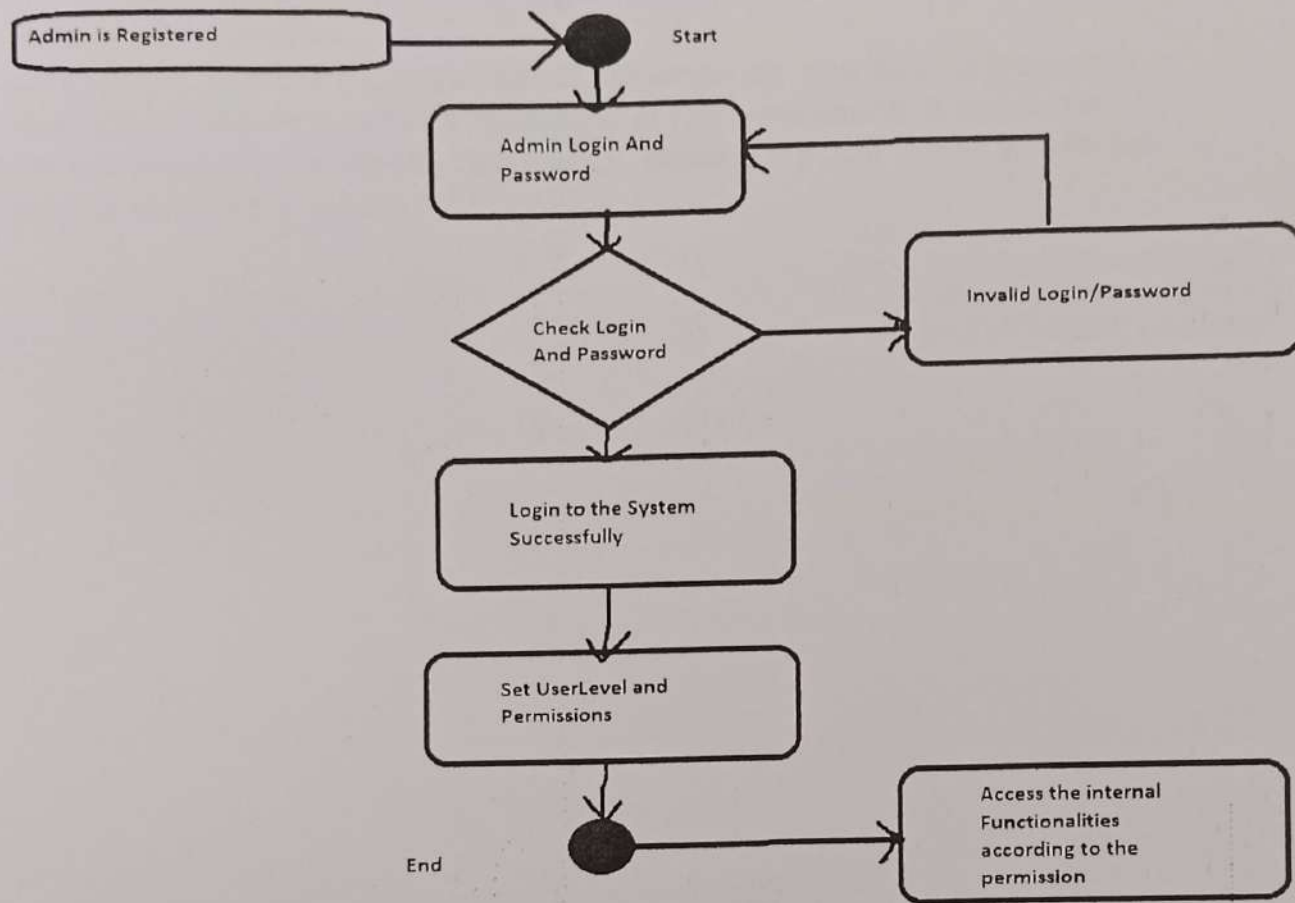 Admin is Registered
Start
Admin Login And
Password
Invalid Login/Password
Check Login
And Password
Login to the System
Successfully
Set UserLevel and
Permissions
Access the internal
Functionalities
according to the
permission
End